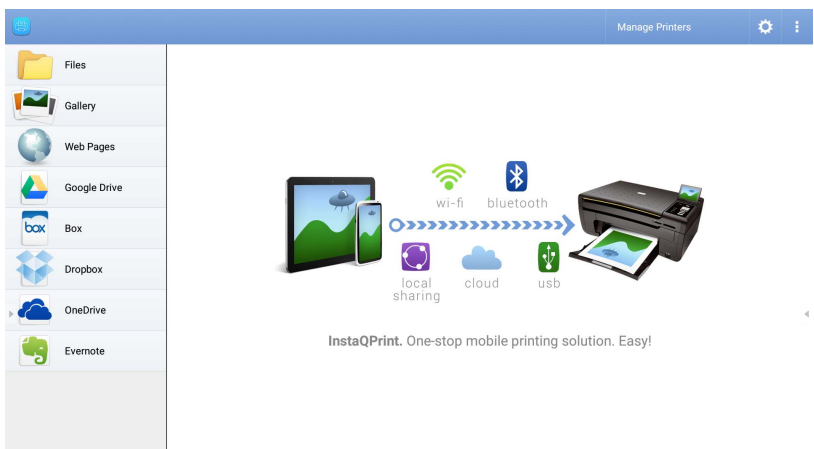 Manage Printers
Files
Gallery
Web Pages
Google Drive
box
Box
Dropbox
OneDrive
Evernote
wi-fi
bluetooth
local
sharing
cloud
usb
InstaQPrint. One-stop mobile printing solution. Easy!